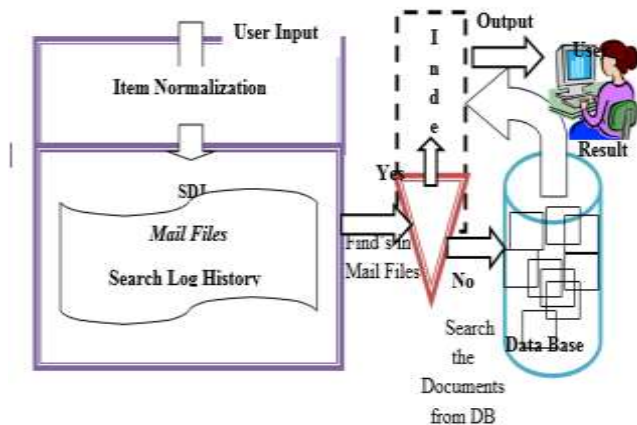 User Input
Item Normalization
SDI
Mail Files
Search Log History
Find's in
Mail Files
Yes
No
I
n
d
e
Output
User
Result
Search
the
Documents
from DB
Data Base